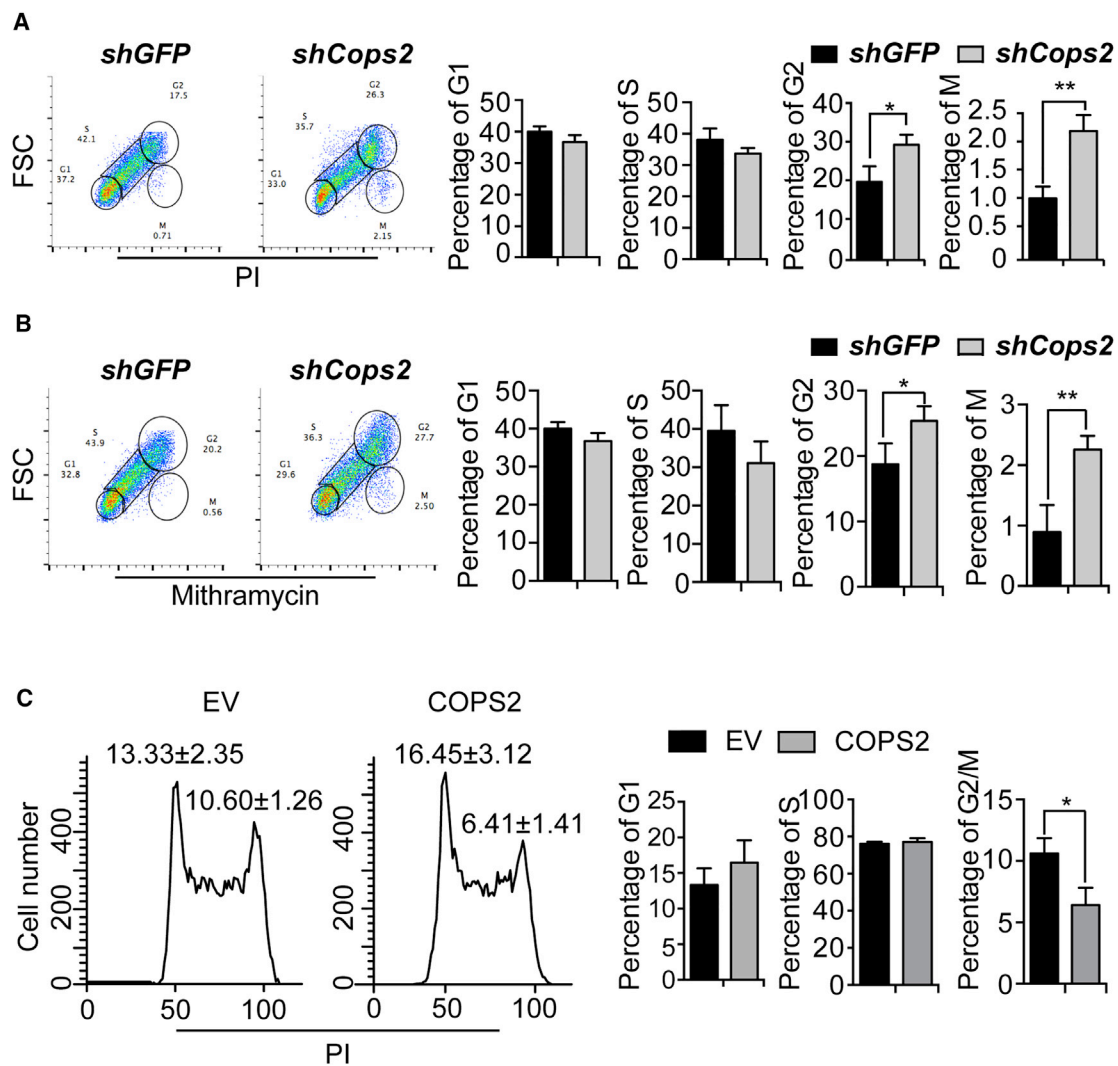 A
shGFP
shCops2
shGFP
shCops2
FSC
G2
17.5
S
42.1
G1
37.2
M
0.71
G2
26.3
S
35.7
G1
33.0
M
2.15
PI
Percentage of G1
50
40
30
20
10
0
Percentage of S
50
40
30
20
10
0
Percentage of G2
40
30
20
10
0
*
Percentage of M
2.5
2.0
1.5
1.0
0.5
0
**
B
shGFP
shCops2
shGFP
shCops2
FSC
S
43.9
G2
20.2
G1
32.8
M
0.56
S
36.3
G2
27.7
G1
29.6
M
2.50
Mithramycin
Percentage of G1
50
40
30
20
10
0
Percentage of S
50
40
30
20
10
0
Percentage of G2
30
20
10
0
*
Percentage of M
3
2
1
0
**
C
EV
COPS2
EV
COPS2
Cell number
13.33±2.35
10.60±1.26
400
200
0
0
50
100
16.45±3.12
6.41±1.41
400
200
0
0
50
100
PI
Percentage of G1
25
20
15
10
5
0
Percentage of S
100
80
60
40
20
0
Percentage of G2/M
15
10
5
0
*